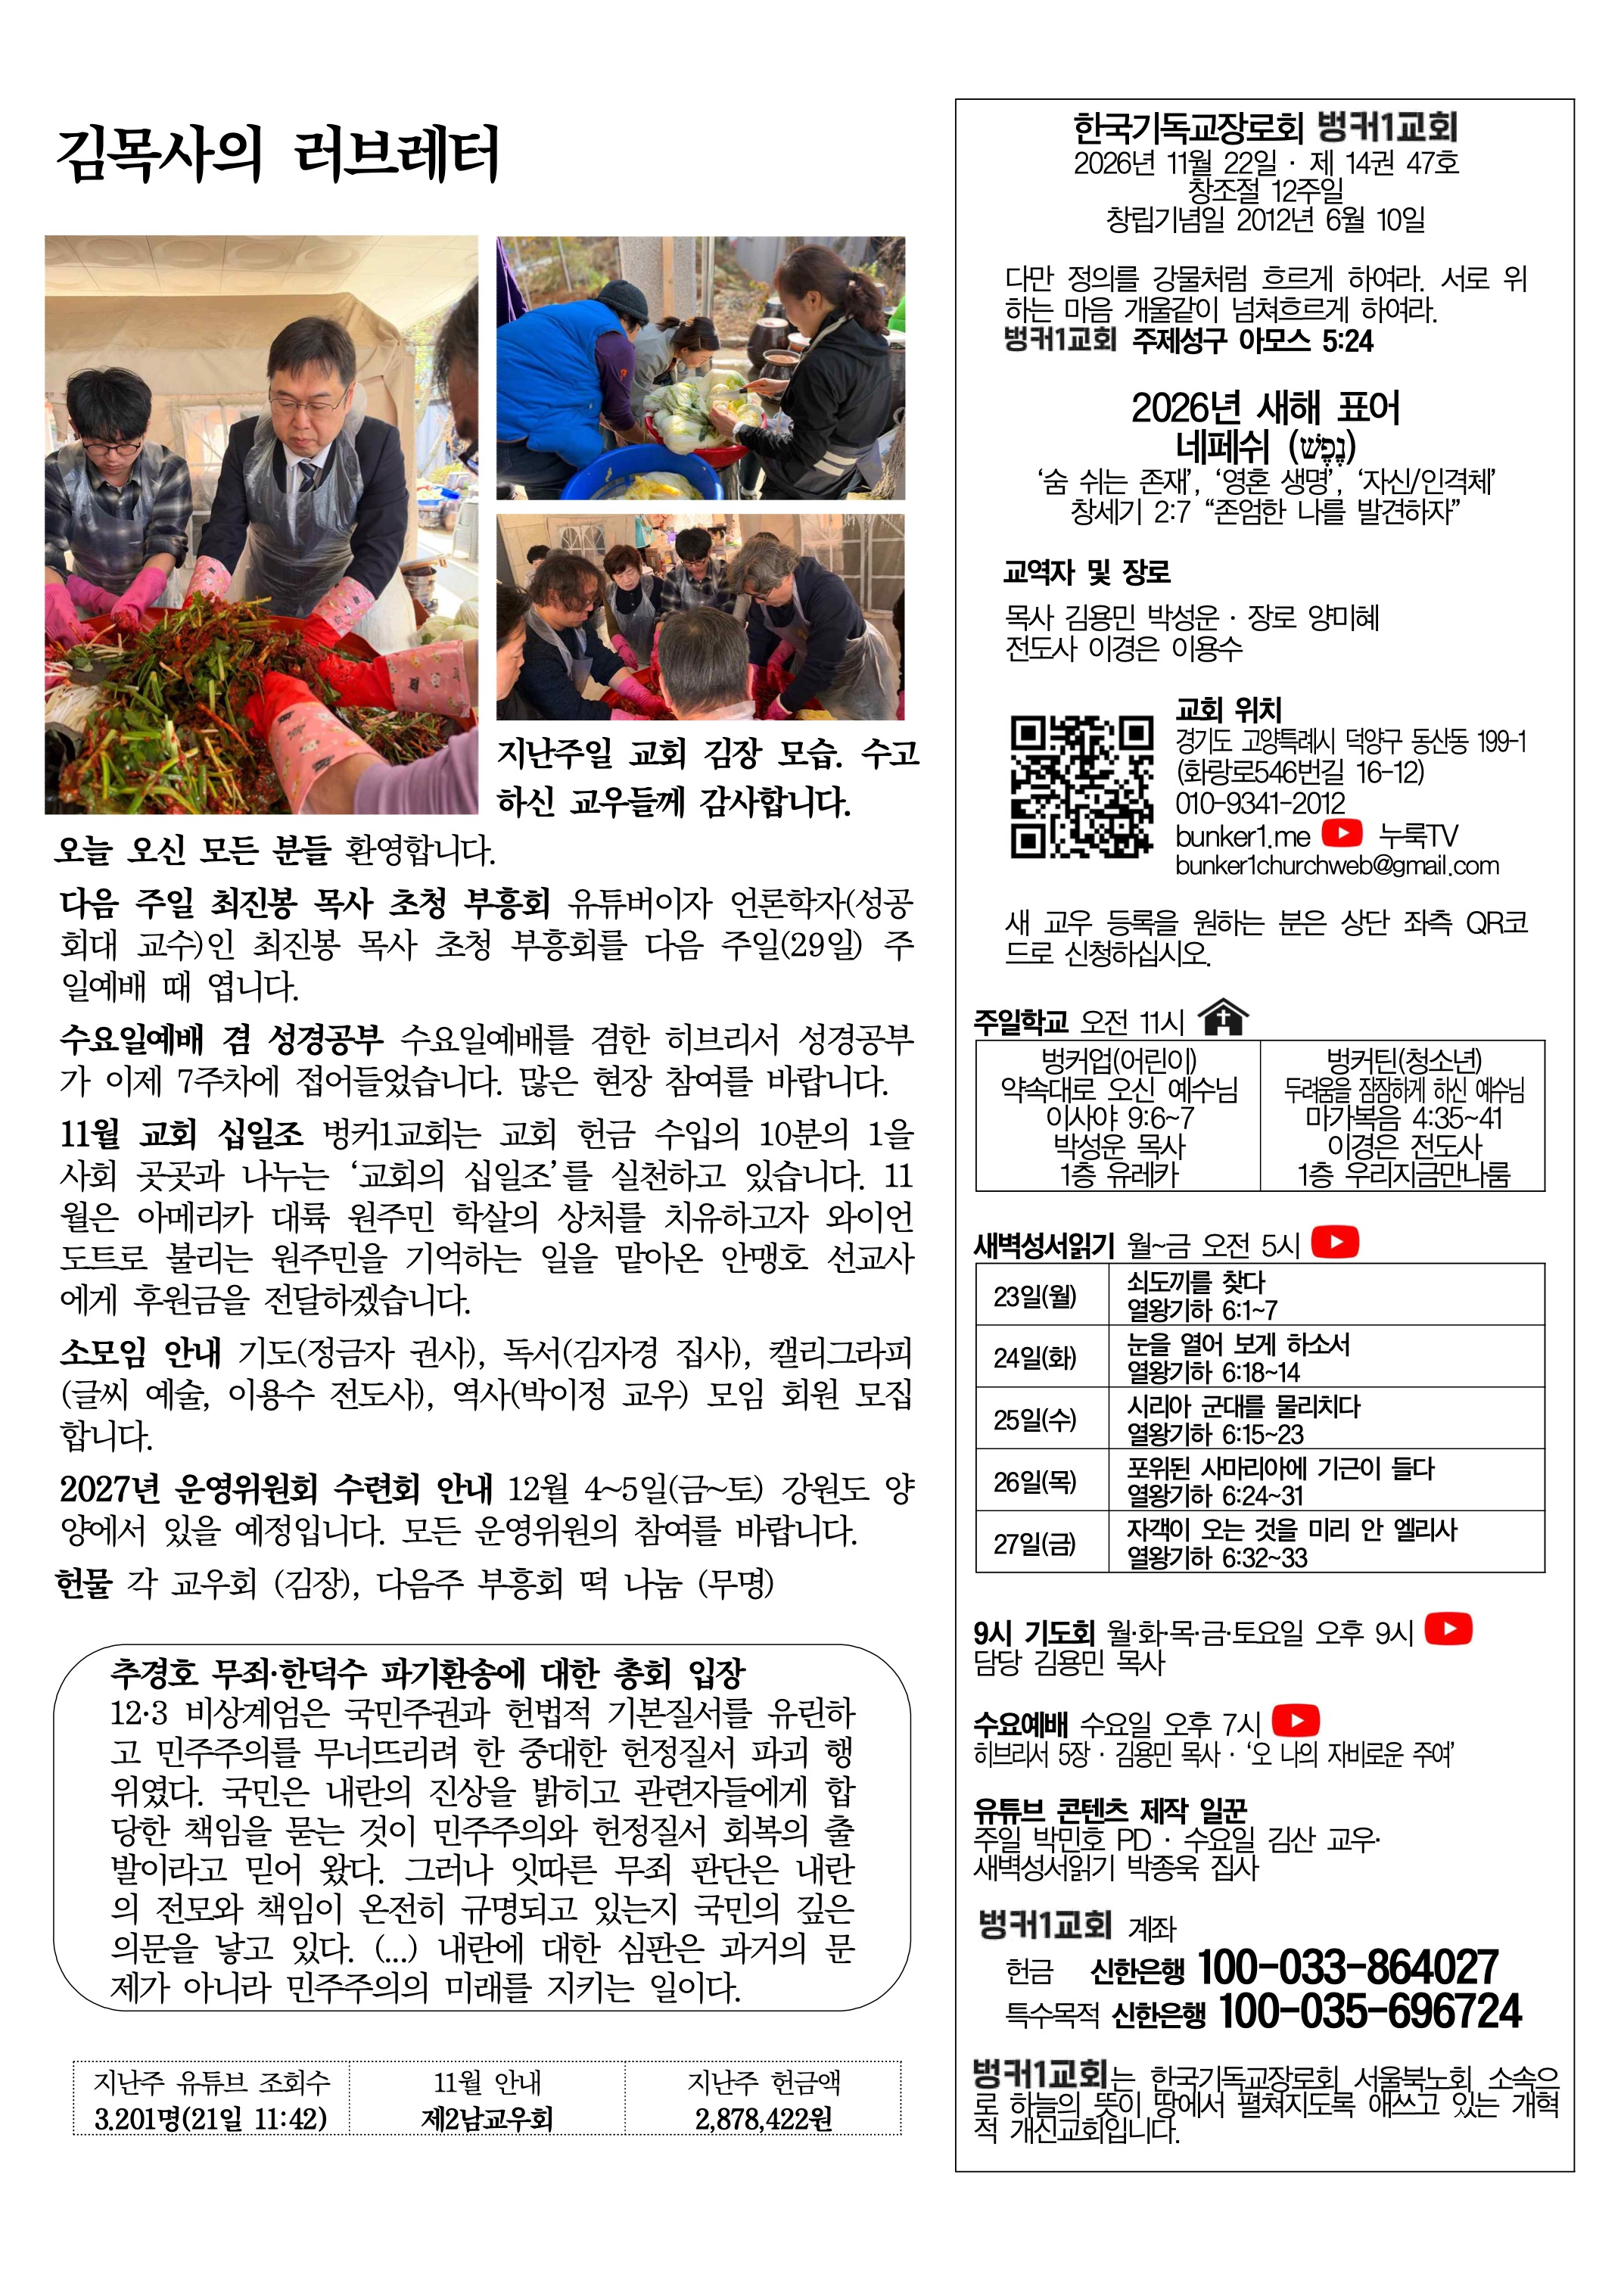 김목사의 러브레터
지난주일 교회 김장 모습. 수고
하신 교우들께 감사합니다.
오늘 오신 모든 분들 환영합니다.
다음 주일 최진봉 목사 초청 부흥회 유튜버이자 언론학자(성공
회대 교수)인 최진봉 목사 초청 부흥회를 다음 주일(29일) 주
일예배 때 엽니다.
수요일예배 겸 성경공부 수요일예배를 겸한 히브리서 성경공부
가 이제 7주차에 접어들었습니다. 많은 현장 참여를 바랍니다.
11월 교회 십일조 벙커1교회는 교회 헌금 수입의 10분의 1을
사회 곳곳과 나누는 ‘교회의 십일조’를 실천하고 있습니다. 11
월은 아메리카 대륙 원주민 학살의 상처를 치유하고자 와이언
도트로 불리는 원주민을 기억하는 일을 맡아온 안맹호 선교사
에게 후원금을 전달하겠습니다.
소모임 안내 기도(정금자 권사), 독서(김자경 집사), 캘리그라피
(글씨 예술, 이용수 전도사), 역사(박이정 교우) 모임 회원 모집
합니다.
2027년 운영위원회 수련회 안내 12월 4~5일(금~토) 강원도 양
양에서 있을 예정입니다. 모든 운영위원의 참여를 바랍니다.
헌물 각 교우회 (김장), 다음주 부흥회 떡 나눔 (무명)
추경호 무죄·한덕수 파기환송에 대한 총회 입장
12·3 비상계엄은 국민주권과 헌법적 기본질서를 유린하
고 민주주의를 무너뜨리려 한 중대한 헌정질서 파괴 행
위였다. 국민은 내란의 진상을 밝히고 관련자들에게 합
당한 책임을 묻는 것이 민주주의와 헌정질서 회복의 출
발이라고 믿어 왔다. 그러나 잇따른 무죄 판단은 내란
의 전모와 책임이 온전히 규명되고 있는지 국민의 깊은
의문을 낳고 있다. (...) 내란에 대한 심판은 과거의 문
제가 아니라 민주주의의 미래를 지키는 일이다.
지난주 유튜브 조회수
3.201명(21일 11:42)
11월 안내
제2남교우회
지난주 헌금액
2,878,422원
한국기독교장로회 벙커1교회
2026년 11월 22일 · 제 14권 47호
창조절 12주일
창립기념일 2012년 6월 10일
다만 정의를 강물처럼 흐르게 하여라. 서로 위
하는 마음 개울같이 넘쳐흐르게 하여라.
벙커1교회 주제성구 아모스 5:24
2026년 새해 표어
네페쉬 (נֶפֶשׁ)
‘숨 쉬는 존재’, ‘영혼 생명’, ‘자신/인격체’
창세기 2:7 “존엄한 나를 발견하자”
교역자 및 장로
목사 김용민 박성운 · 장로 양미혜
전도사 이경은 이용수
교회 위치
경기도 고양특례시 덕양구 동산동 199-1
(화랑로546번길 16-12)
010-9341-2012
bunker1.me 누룩TV
bunker1churchweb@gmail.com
새 교우 등록을 원하는 분은 상단 좌측 QR코
드로 신청하십시오.
주일학교 오전 11시
벙커업(어린이)
약속대로 오신 예수님
이사야 9:6~7
박성운 목사
1층 유레카
벙커틴(청소년)
두려움을 잠잠하게 하신 예수님
마가복음 4:35~41
이경은 전도사
1층 우리지금만나룸
새벽성서읽기 월~금 오전 5시
23일(월)
쇠도끼를 찾다
열왕기하 6:1~7
24일(화)
눈을 열어 보게 하소서
열왕기하 6:18~14
25일(수)
시리아 군대를 물리치다
열왕기하 6:15~23
26일(목)
포위된 사마리아에 기근이 들다
열왕기하 6:24~31
27일(금)
자객이 오는 것을 미리 안 엘리사
열왕기하 6:32~33
9시 기도회 월·화·목·금·토요일 오후 9시
담당 김용민 목사
수요예배 수요일 오후 7시
히브리서 5장 · 김용민 목사 · ‘오 나의 자비로운 주여’
유튜브 콘텐츠 제작 일꾼
주일 박민호 PD · 수요일 김산 교우·
새벽성서읽기 박종욱 집사
벙커1교회 계좌
헌금 신한은행 100-033-864027
특수목적 신한은행 100-035-696724
벙커1교회는 한국기독교장로회 서울북노회 소속으
로 하늘의 뜻이 땅에서 펼쳐지도록 애쓰고 있는 개혁
적 개신교회입니다.